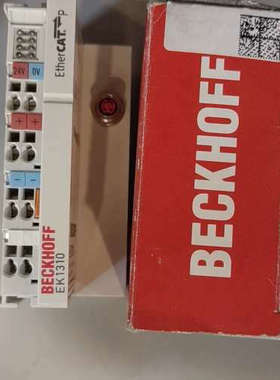 EtherCAT P
24V 0V
+ +
− −
BECKHOFF
EK1310
BECKHOFF